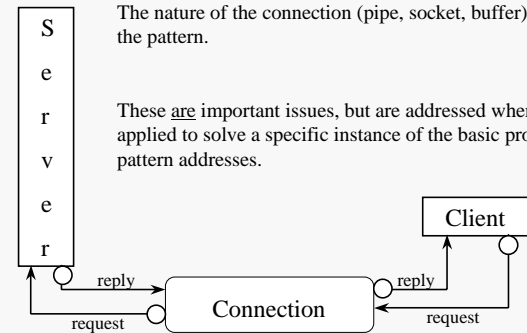 The nature of the connection (pipe, socket, buffer)
the pattern.
These are important issues, but are addressed when
applied to solve a specific instance of the basic pro
pattern addresses.
S
e
r
v
e
r
Client
reply
reply
Connection
request
request